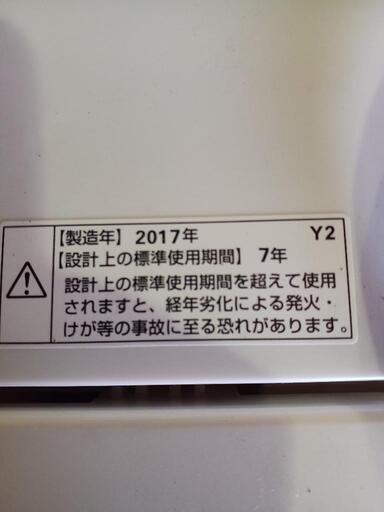 【製造年】 2017年 Y2
【設計上の標準使用期間】 7年
設計上の標準使用期間を超えて使用
されますと、経年劣化による発火・
けが等の事故に至る恐れがあります。